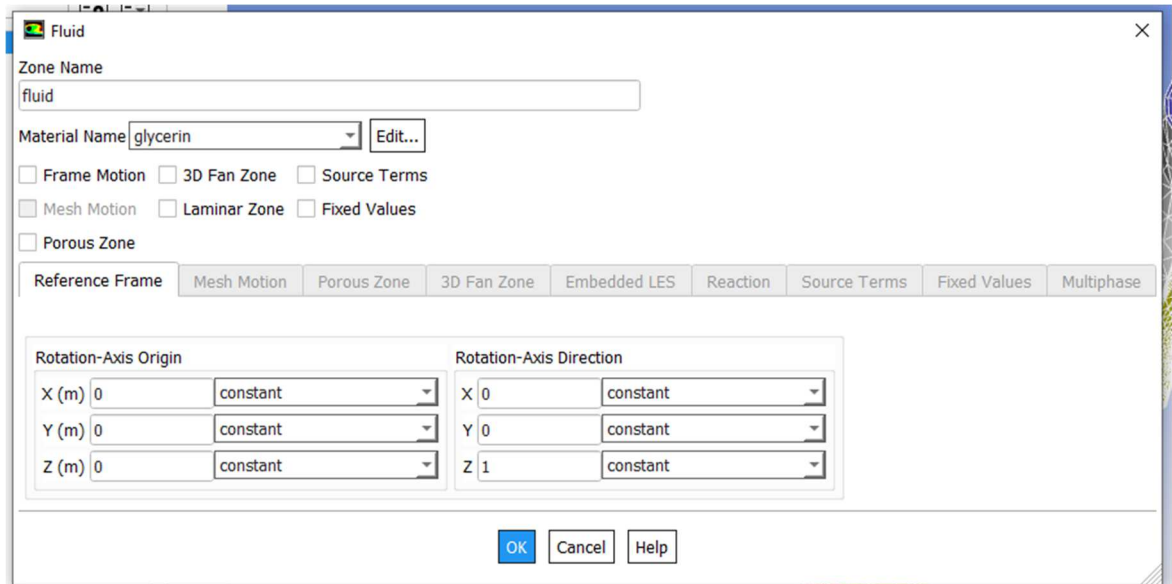 Fluid
Zone Name
fluid
Material Name glycerin Edit...
Frame Motion 3D Fan Zone Source Terms
Mesh Motion Laminar Zone Fixed Values
Porous Zone
Reference Frame Mesh Motion Porous Zone 3D Fan Zone Embedded LES Reaction Source Terms Fixed Values Multiphase
Rotation-Axis Origin Rotation-Axis Direction
X (m) 0 constant X 0 constant
Y (m) 0 constant Y 0 constant
Z (m) 0 constant Z 1 constant
OK Cancel Help